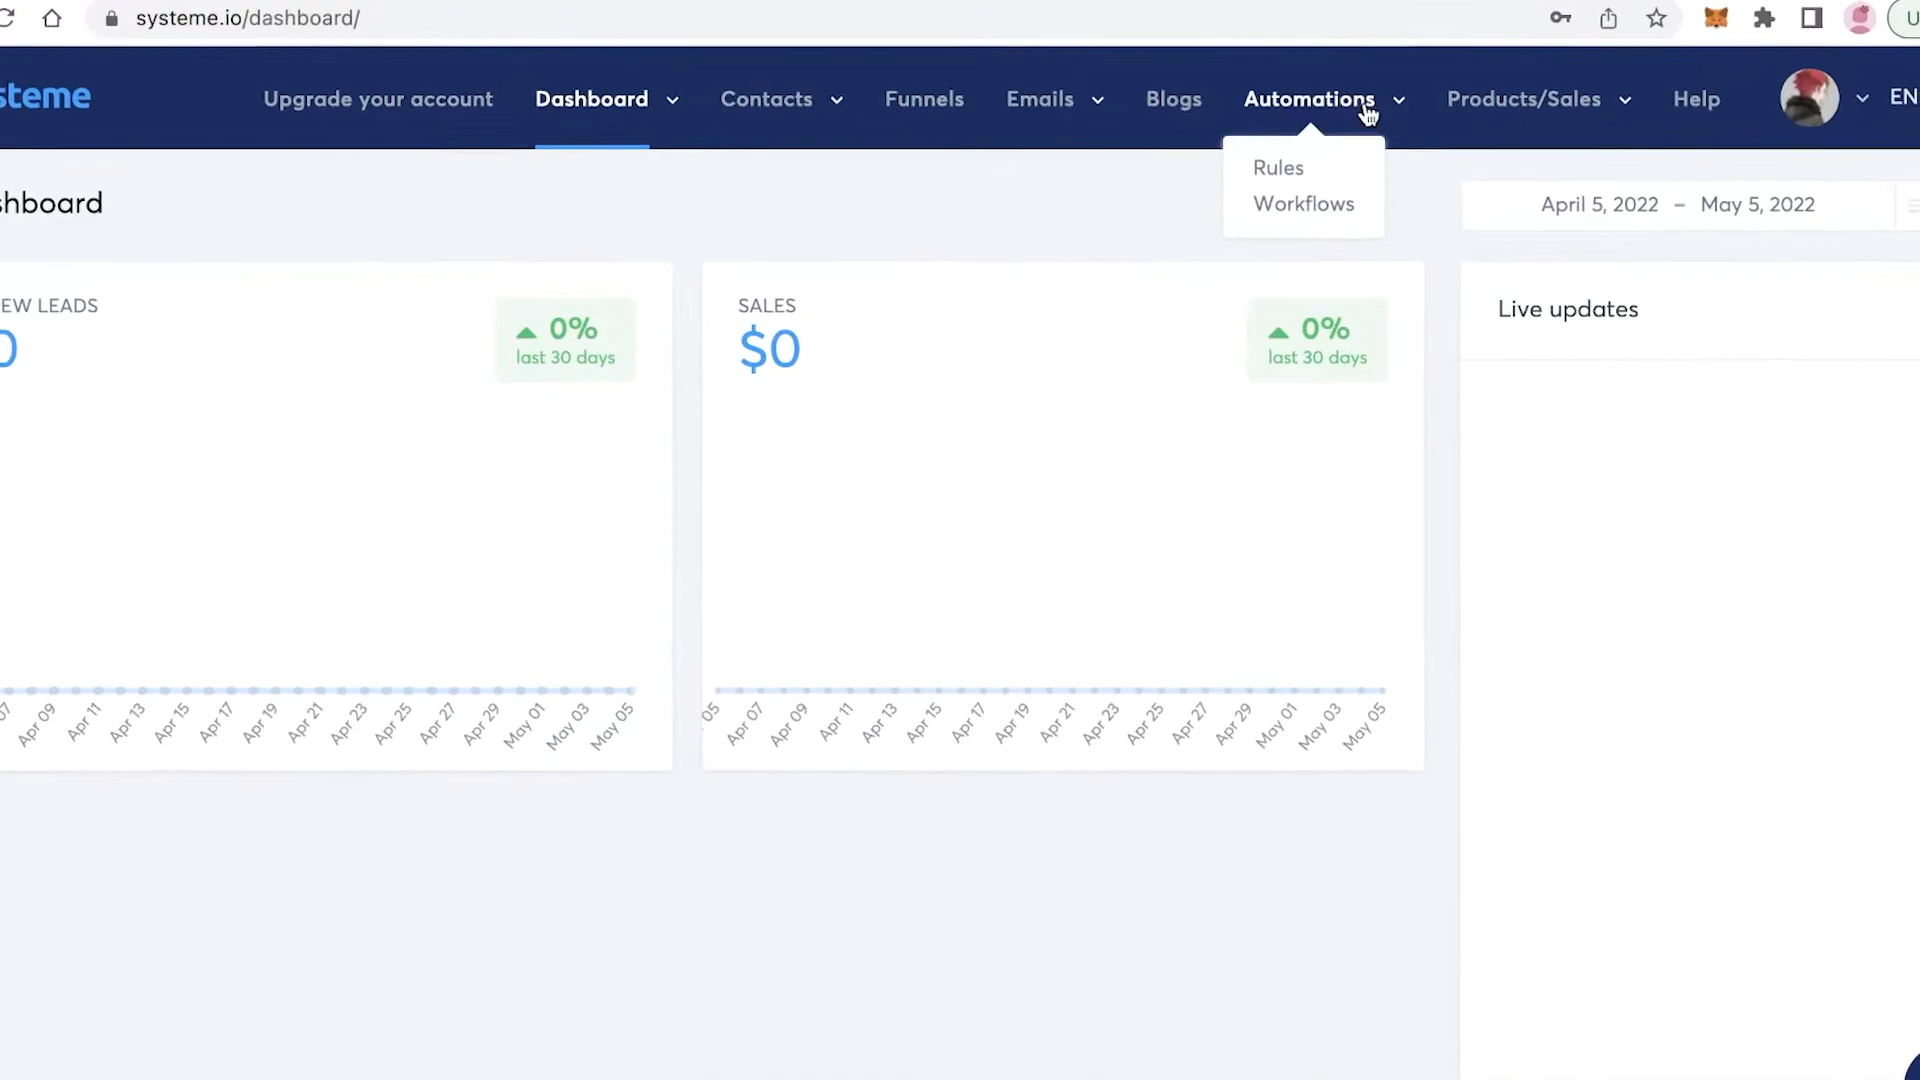 systeme.io/dashboard/
steme
Upgrade your account
Dashboard
Contacts
Funnels
Emails
Blogs
Automations
Products/Sales
Help
EN
Rules
Workflows
shboard
April 5, 2022 – May 5, 2022
EW LEADS
0
0%
last 30 days
SALES
$0
0%
last 30 days
Live updates
07 Apr 09 Apr 11 Apr 13 Apr 15 Apr 17 Apr 19 Apr 21 Apr 23 Apr 25 Apr 27 Apr 29 May 01 May 03 May 05
05 Apr 07 Apr 09 Apr 11 Apr 13 Apr 15 Apr 17 Apr 19 Apr 21 Apr 23 Apr 25 Apr 27 Apr 29 May 01 May 03 May 05